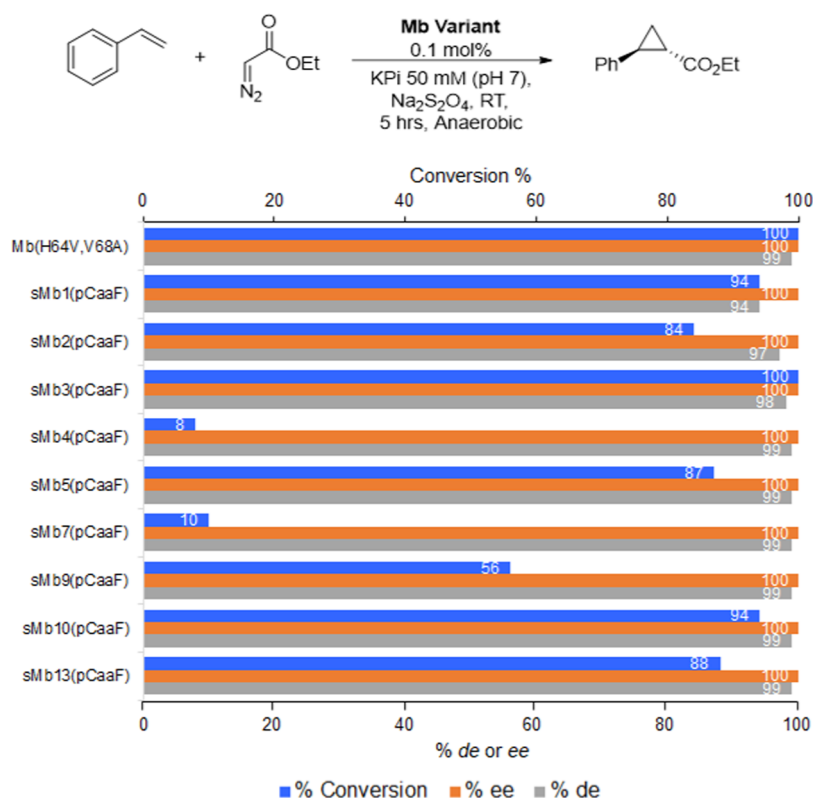 O
OEt
N2
+
Mb Variant
0.1 mol%
KPi 50 mM (pH 7),
Na2S2O4, RT,
5 hrs, Anaerobic
Ph
CO2Et
Conversion %
0 20 40 60 80 100
Mb(H64V,V68A) 100 100 99
sMb1(pCaaF) 94 100 94
sMb2(pCaaF) 84 100 97
sMb3(pCaaF) 100 100 98
sMb4(pCaaF) 8 100 99
sMb5(pCaaF) 87 100 99
sMb7(pCaaF) 10 100 99
sMb9(pCaaF) 56 100 99
sMb10(pCaaF) 94 100 99
sMb13(pCaaF) 88 100 99
0 20 40 60 80 100
% de or ee
% Conversion % ee % de